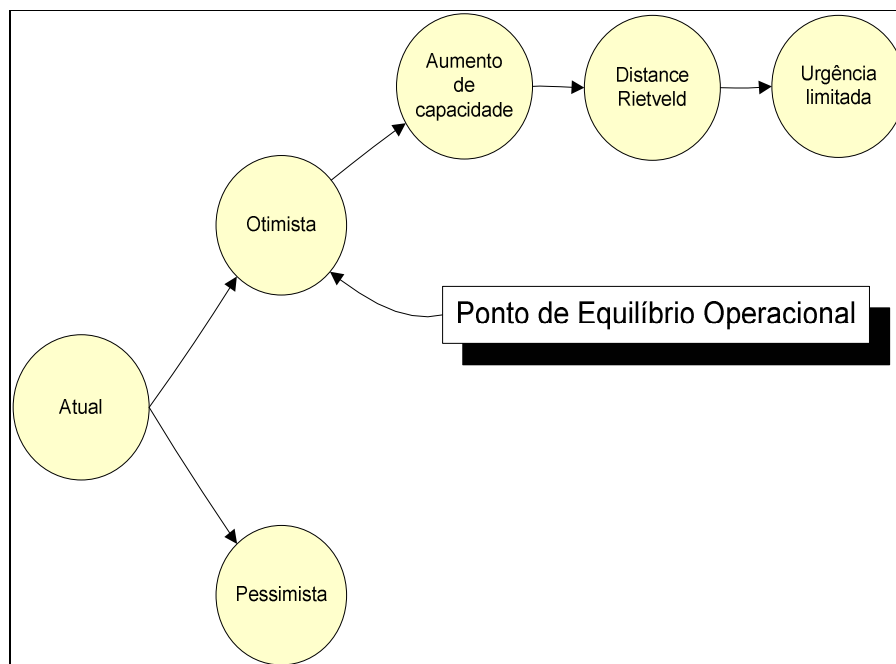 Aumento
de
capacidade
Distance
Rietveld
Urgência
limitada
Otimista
Ponto de Equilíbrio Operacional
Atual
Pessimista